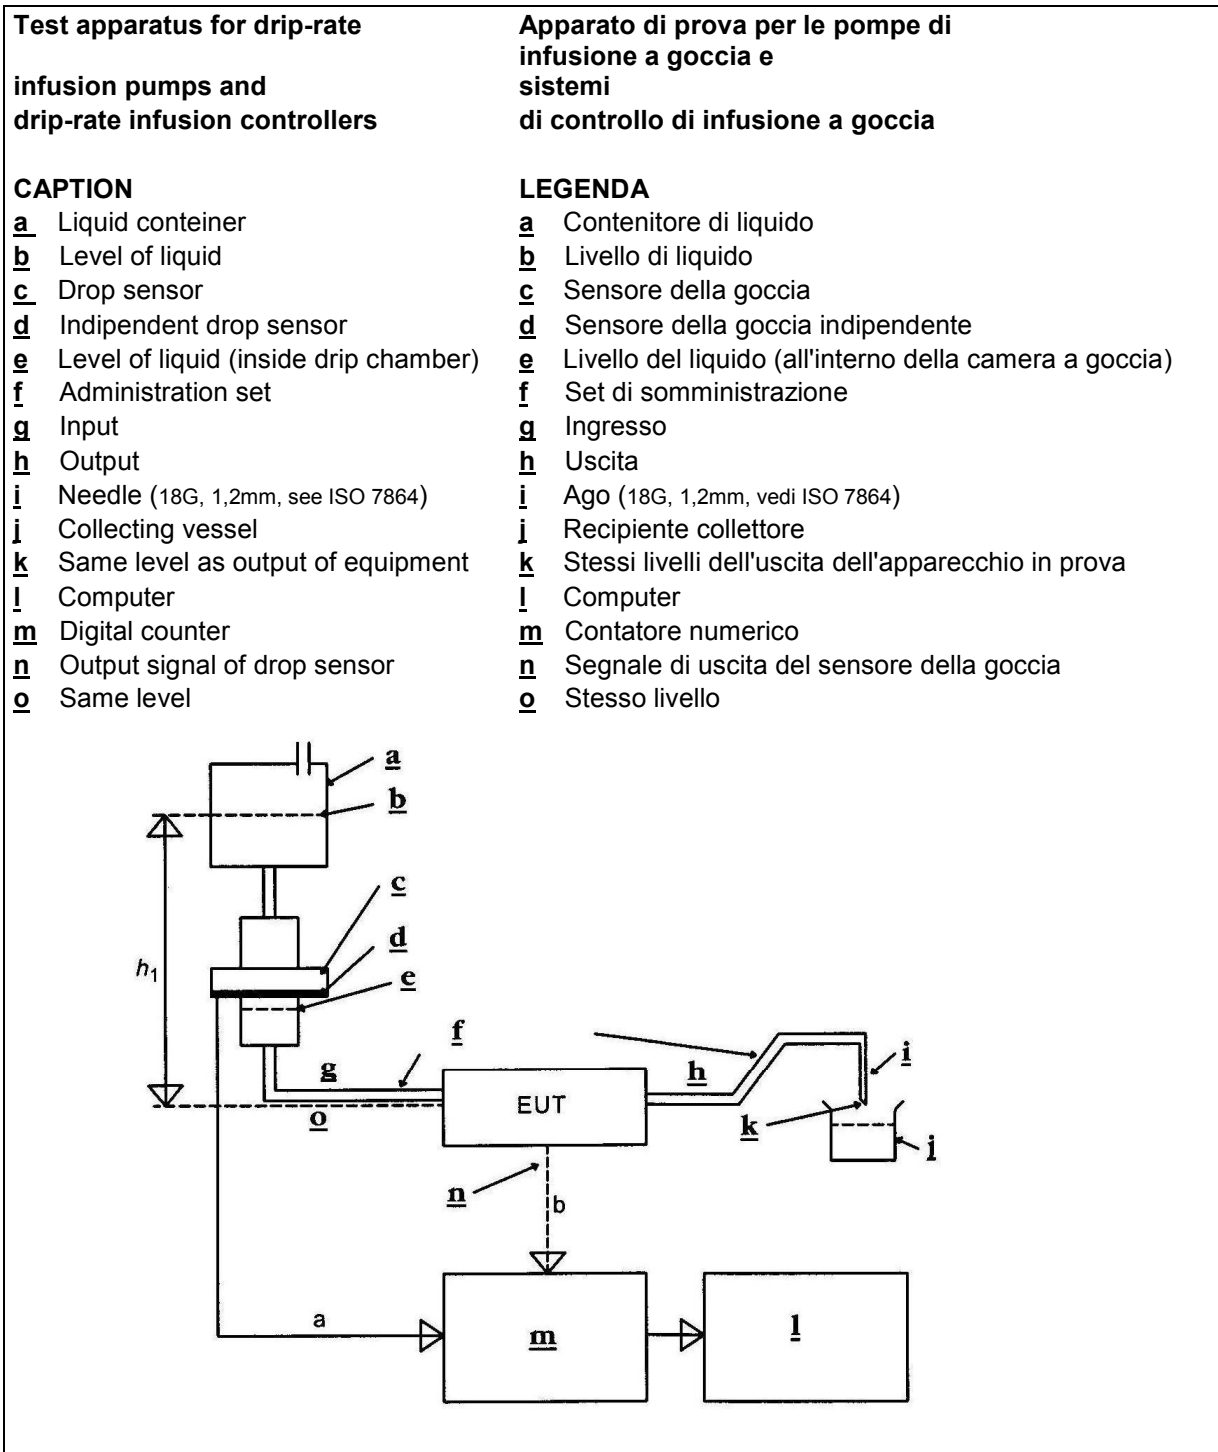 Test apparatus for drip-rate
infusion pumps and
drip-rate infusion controllers
Apparato di prova per le pompe di
infusione a goccia e
sistemi
di controllo di infusione a goccia
CAPTION
a Liquid conteiner
b Level of liquid
c Drop sensor
d Indipendent drop sensor
e Level of liquid (inside drip chamber)
f Administration set
g Input
h Output
i Needle (18G, 1,2mm, see ISO 7864)
j Collecting vessel
k Same level as output of equipment
l Computer
m Digital counter
n Output signal of drop sensor
o Same level
LEGENDA
a Contenitore di liquido
b Livello di liquido
c Sensore della goccia
d Sensore della goccia indipendente
e Livello del liquido (all'interno della camera a goccia)
f Set di somministrazione
g Ingresso
h Uscita
i Ago (18G, 1,2mm, vedi ISO 7864)
j Recipiente collettore
k Stessi livelli dell'uscita dell'apparecchio in prova
l Computer
m Contatore numerico
n Segnale di uscita del sensore della goccia
o Stesso livello
a
b
c
d
h1
e
f
g
h
i
EUT
o
k
j
n
b
a
m
l